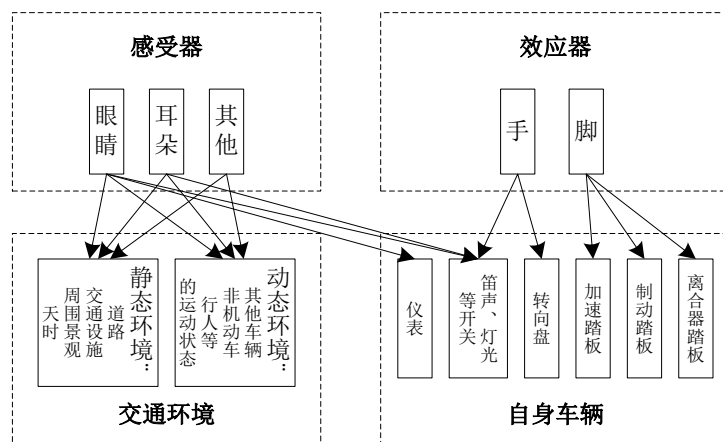 感受器
效应器
眼睛
耳朵
其他
手
脚
静态环境：
道路
交通设施
周围景观
天时
动态环境：
其他车辆
非机动车
行人等
的运动状态
仪表
笛声、灯光
等开关
转向盘
加速踏板
制动踏板
离合器踏板
交通环境
自身车辆